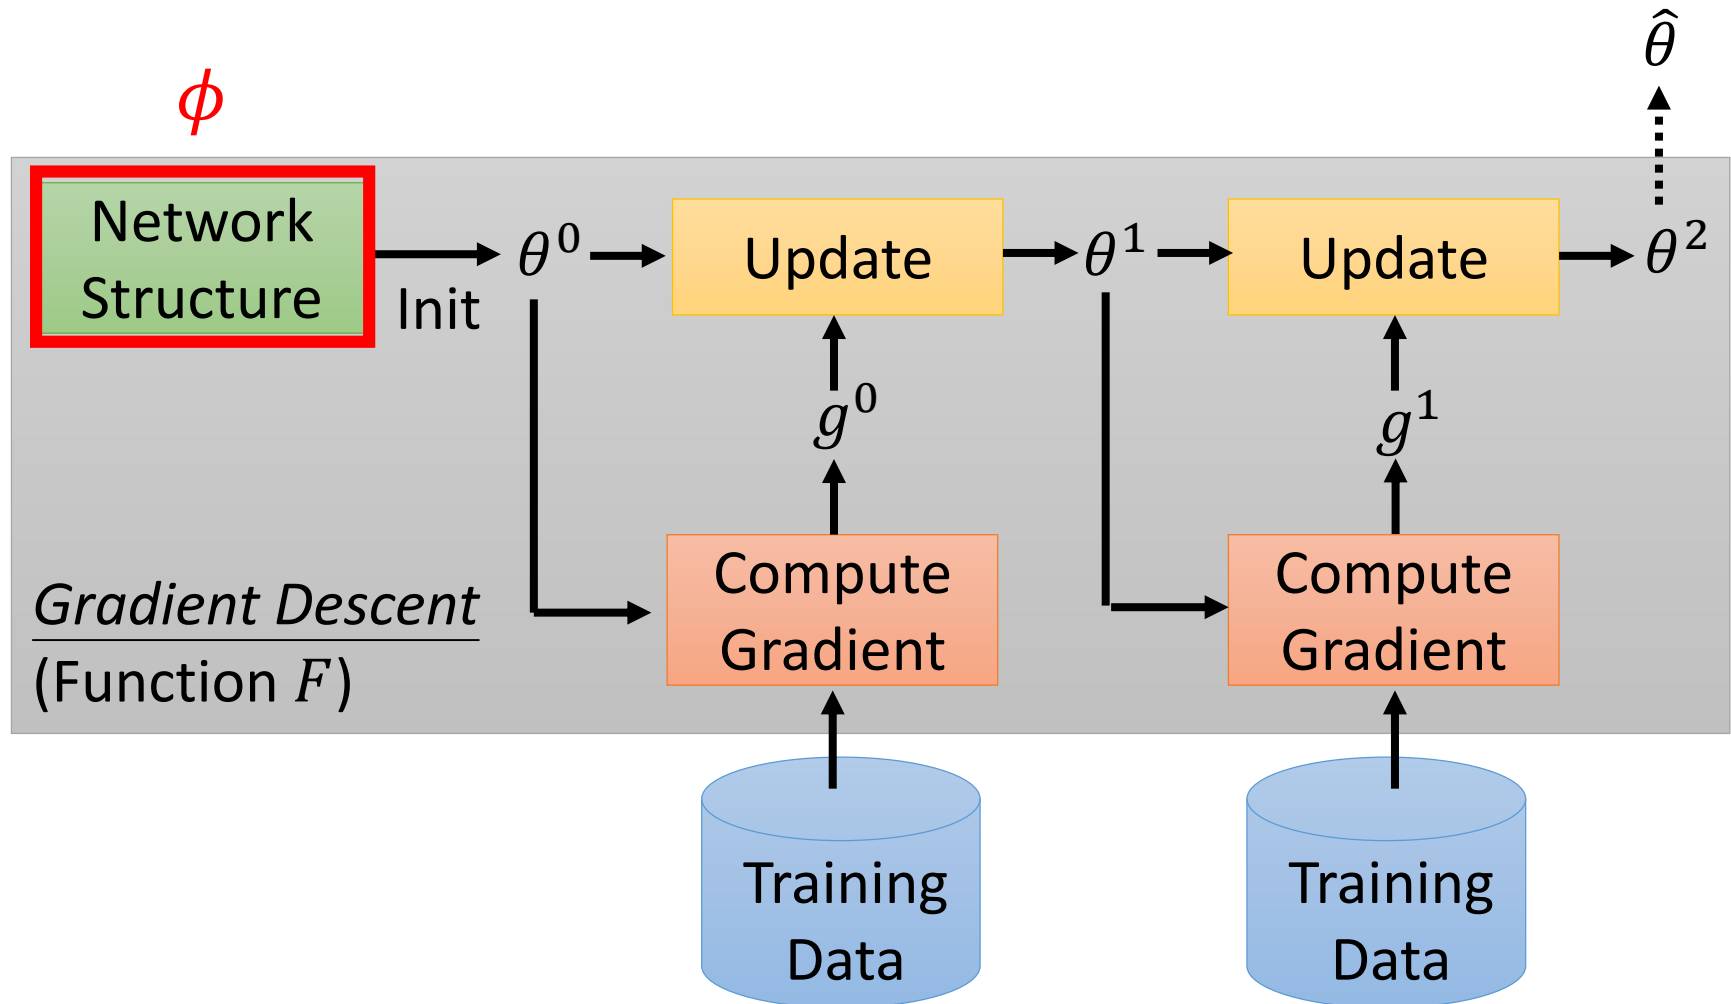 θ̂
ϕ
Network
Structure
Init
θ⁰
Update
θ¹
Update
θ²
g⁰
g¹
Compute
Gradient
Compute
Gradient
Gradient Descent
(Function F)
Training
Data
Training
Data